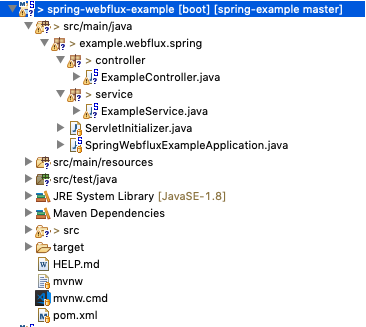 > spring-webflux-example [boot] [spring-example master]
> src/main/java
> example.webflux.spring
> controller
> ExampleController.java
> service
> ExampleService.java
ServletInitializer.java
> SpringWebfluxExampleApplication.java
src/main/resources
src/test/java
JRE System Library [JavaSE-1.8]
Maven Dependencies
> src
target
HELP.md
mvnw
mvnw.cmd
pom.xml